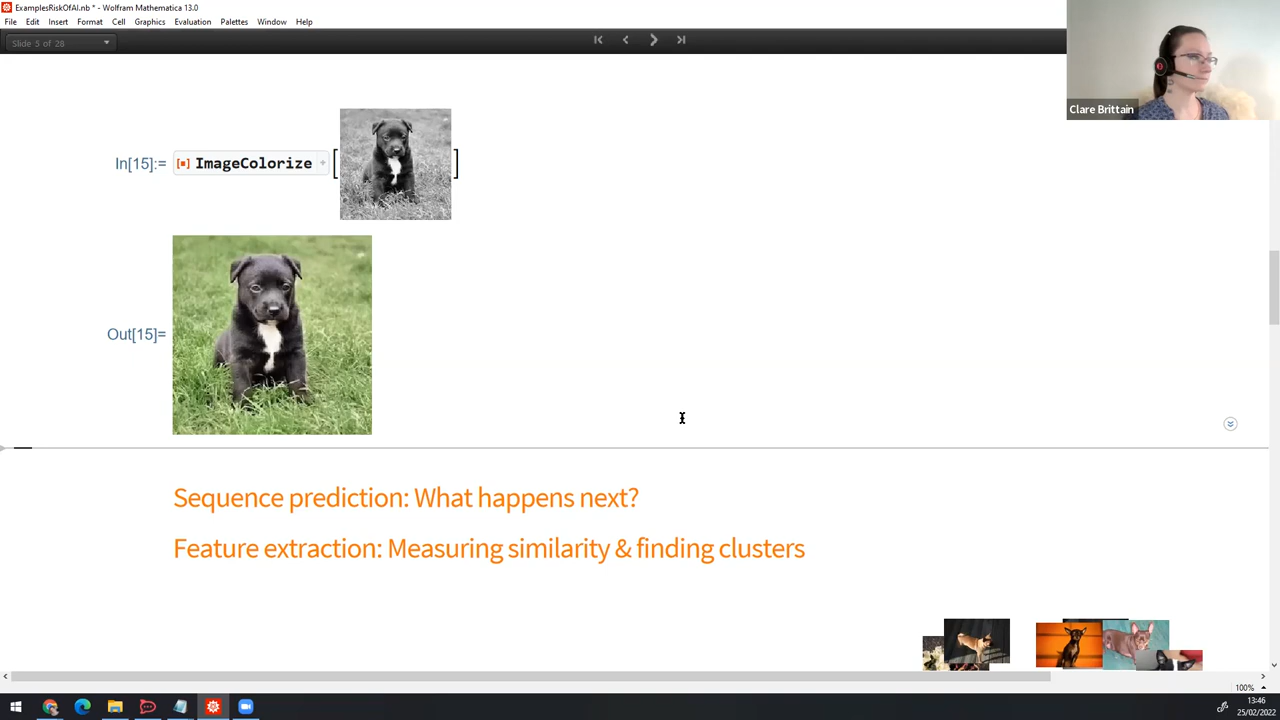 ExamplesRiskOfAI.nb * - Wolfram Mathematica 13.0
File Edit Insert Format Cell Graphics Evaluation Palettes Window Help
Slide 5 of 28
Clare Brittain
In[15]:= ImageColorize [ ]
Out[15]=
Sequence prediction: What happens next?
Feature extraction: Measuring similarity & finding clusters
100%
13:46
25/02/2022